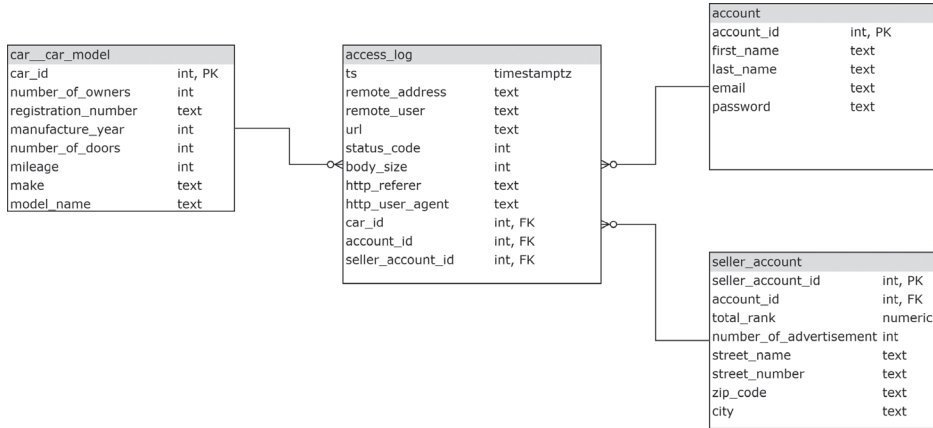 car__car_model
car_id int, PK
number_of_owners int
registration_number text
manufacture_year int
number_of_doors int
mileage int
make text
model_name text
access_log
ts timestamptz
remote_address text
remote_user text
url text
status_code int
body_size int
http_referer text
http_user_agent text
car_id int, FK
account_id int, FK
seller_account_id int, FK
account
account_id int, PK
first_name text
last_name text
email text
password text
seller_account
seller_account_id int, PK
account_id int, FK
total_rank numeric
number_of_advertisement int
street_name text
street_number text
zip_code text
city text